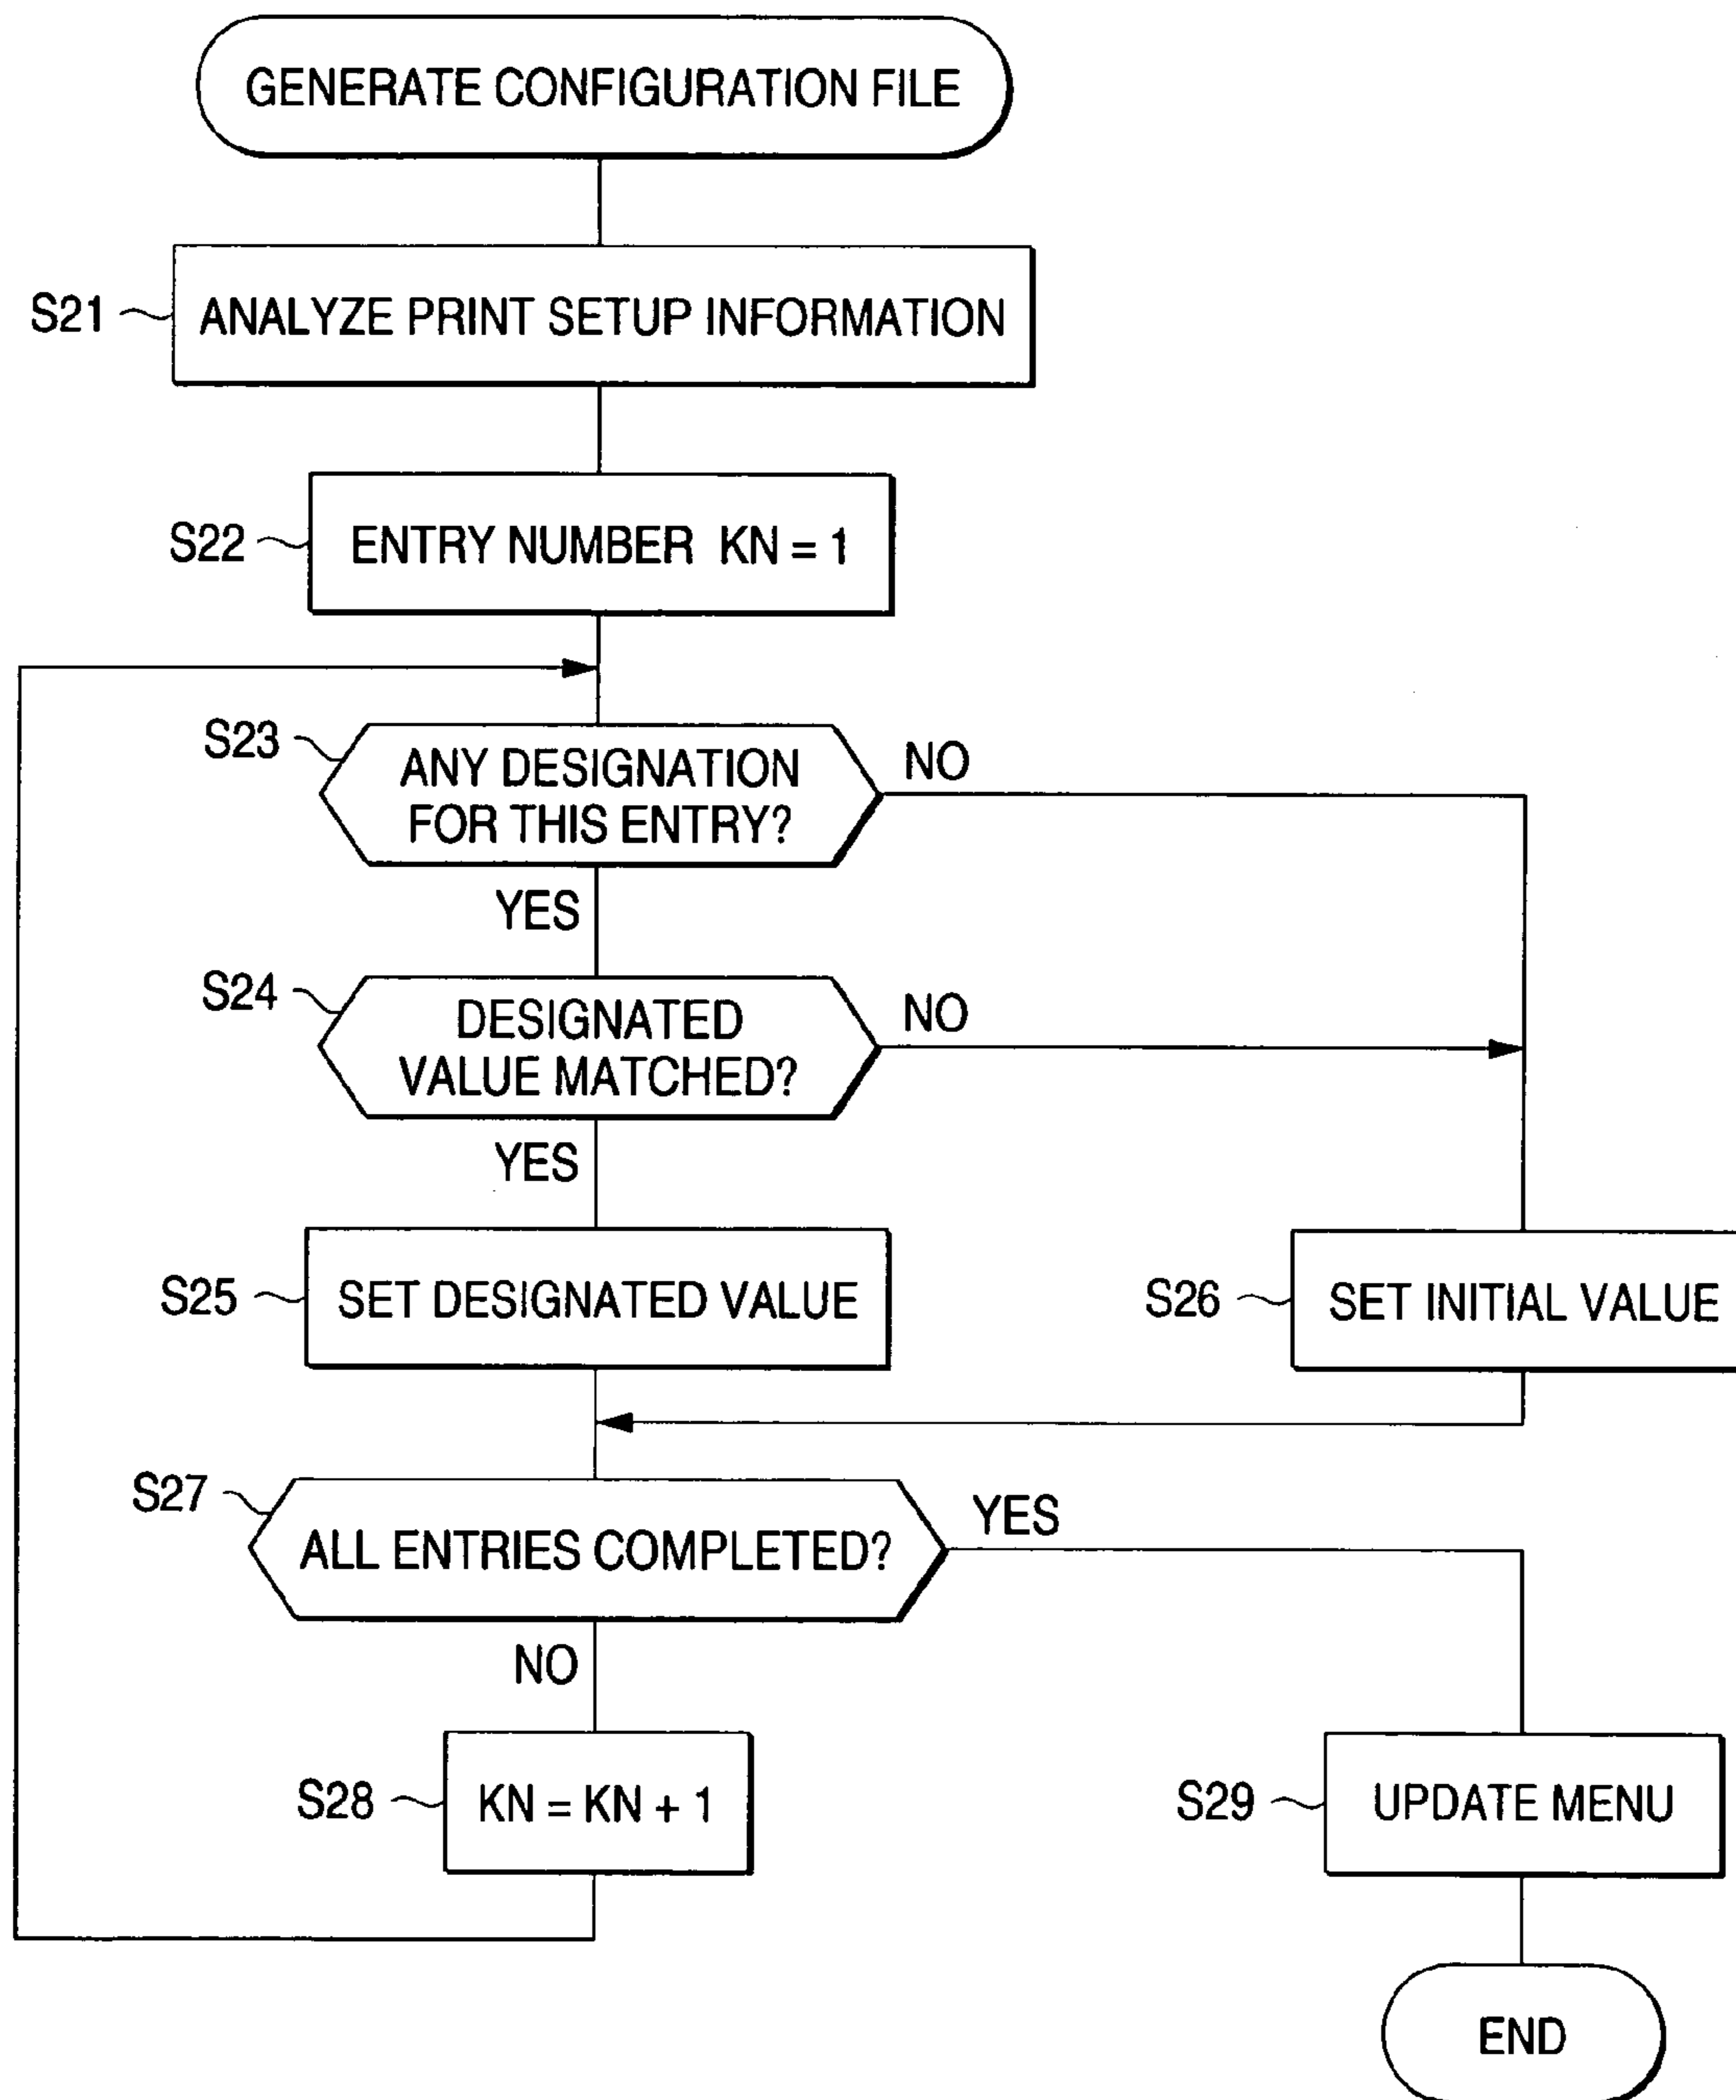 GENERATE CONFIGURATION FILE
S21
ANALYZE PRINT SETUP INFORMATION
S22
ENTRY NUMBER KN = 1
S23
ANY DESIGNATION
FOR THIS ENTRY?
NO
YES
S24
DESIGNATED
VALUE MATCHED?
NO
YES
S25
SET DESIGNATED VALUE
S26
SET INITIAL VALUE
S27
ALL ENTRIES COMPLETED?
YES
NO
S28
KN = KN + 1
S29
UPDATE MENU
END